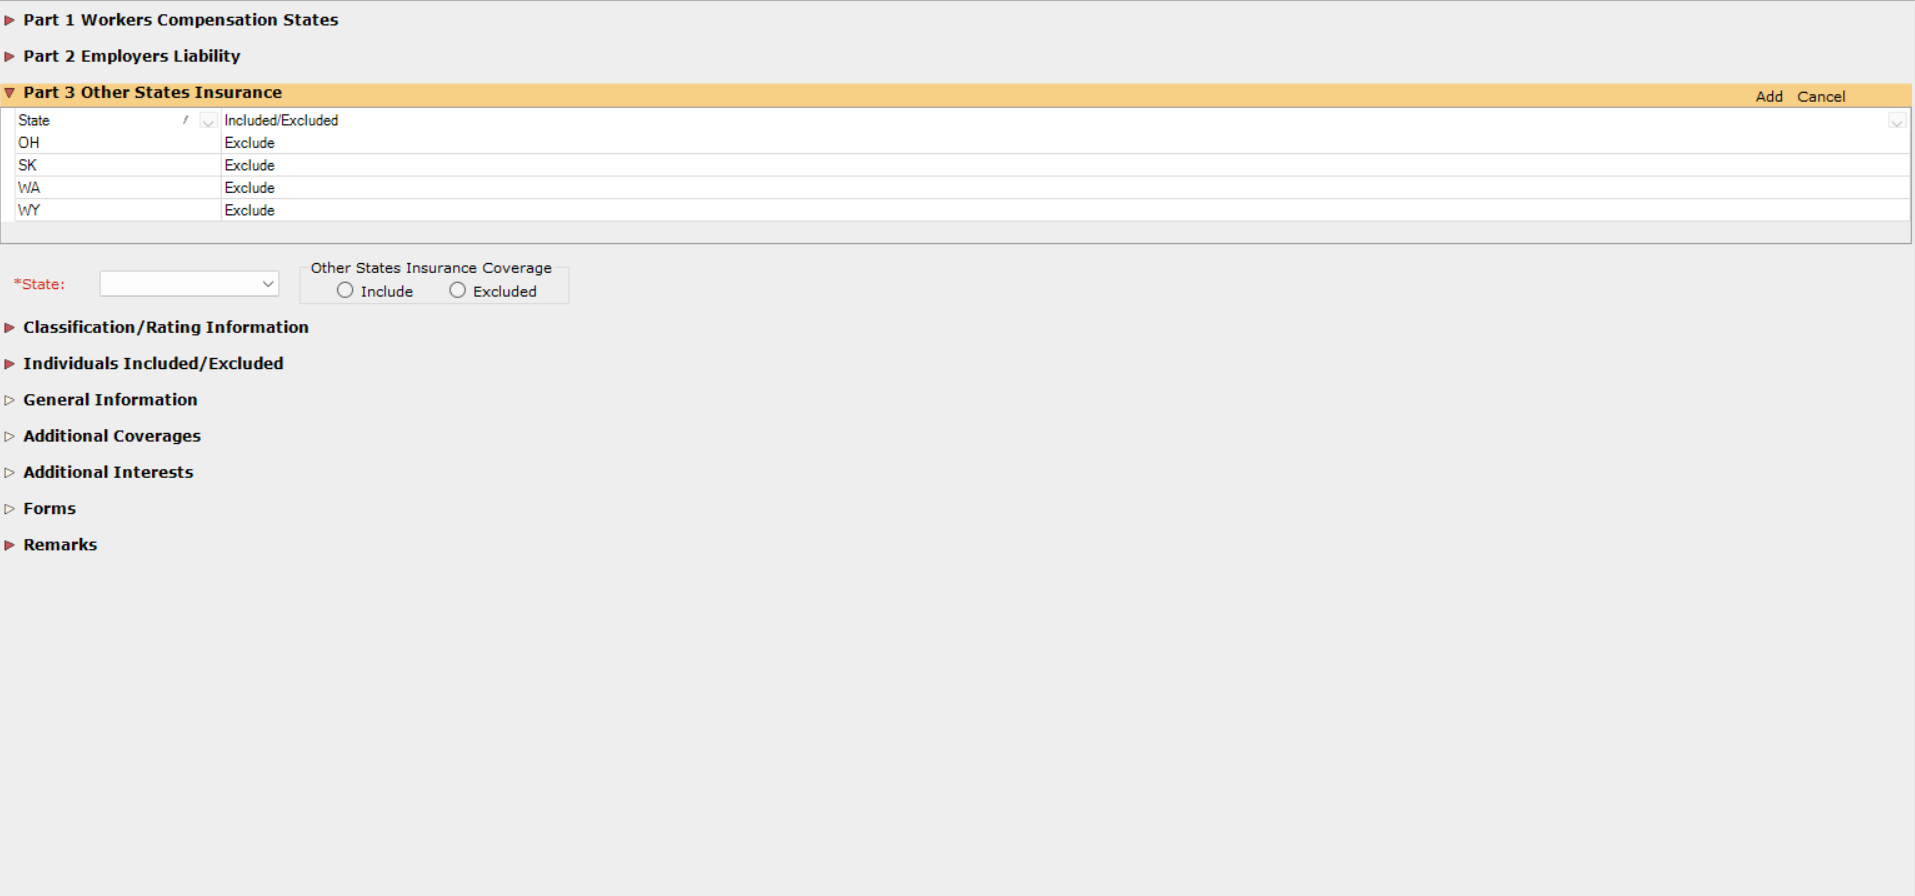 Part 1 Workers Compensation States
Part 2 Employers Liability
Part 3 Other States Insurance Add Cancel
State Included/Excluded
OH Exclude
SK Exclude
WA Exclude
WY Exclude
Other States Insurance Coverage
*State: Include Excluded
Classification/Rating Information
Individuals Included/Excluded
General Information
Additional Coverages
Additional Interests
Forms
Remarks